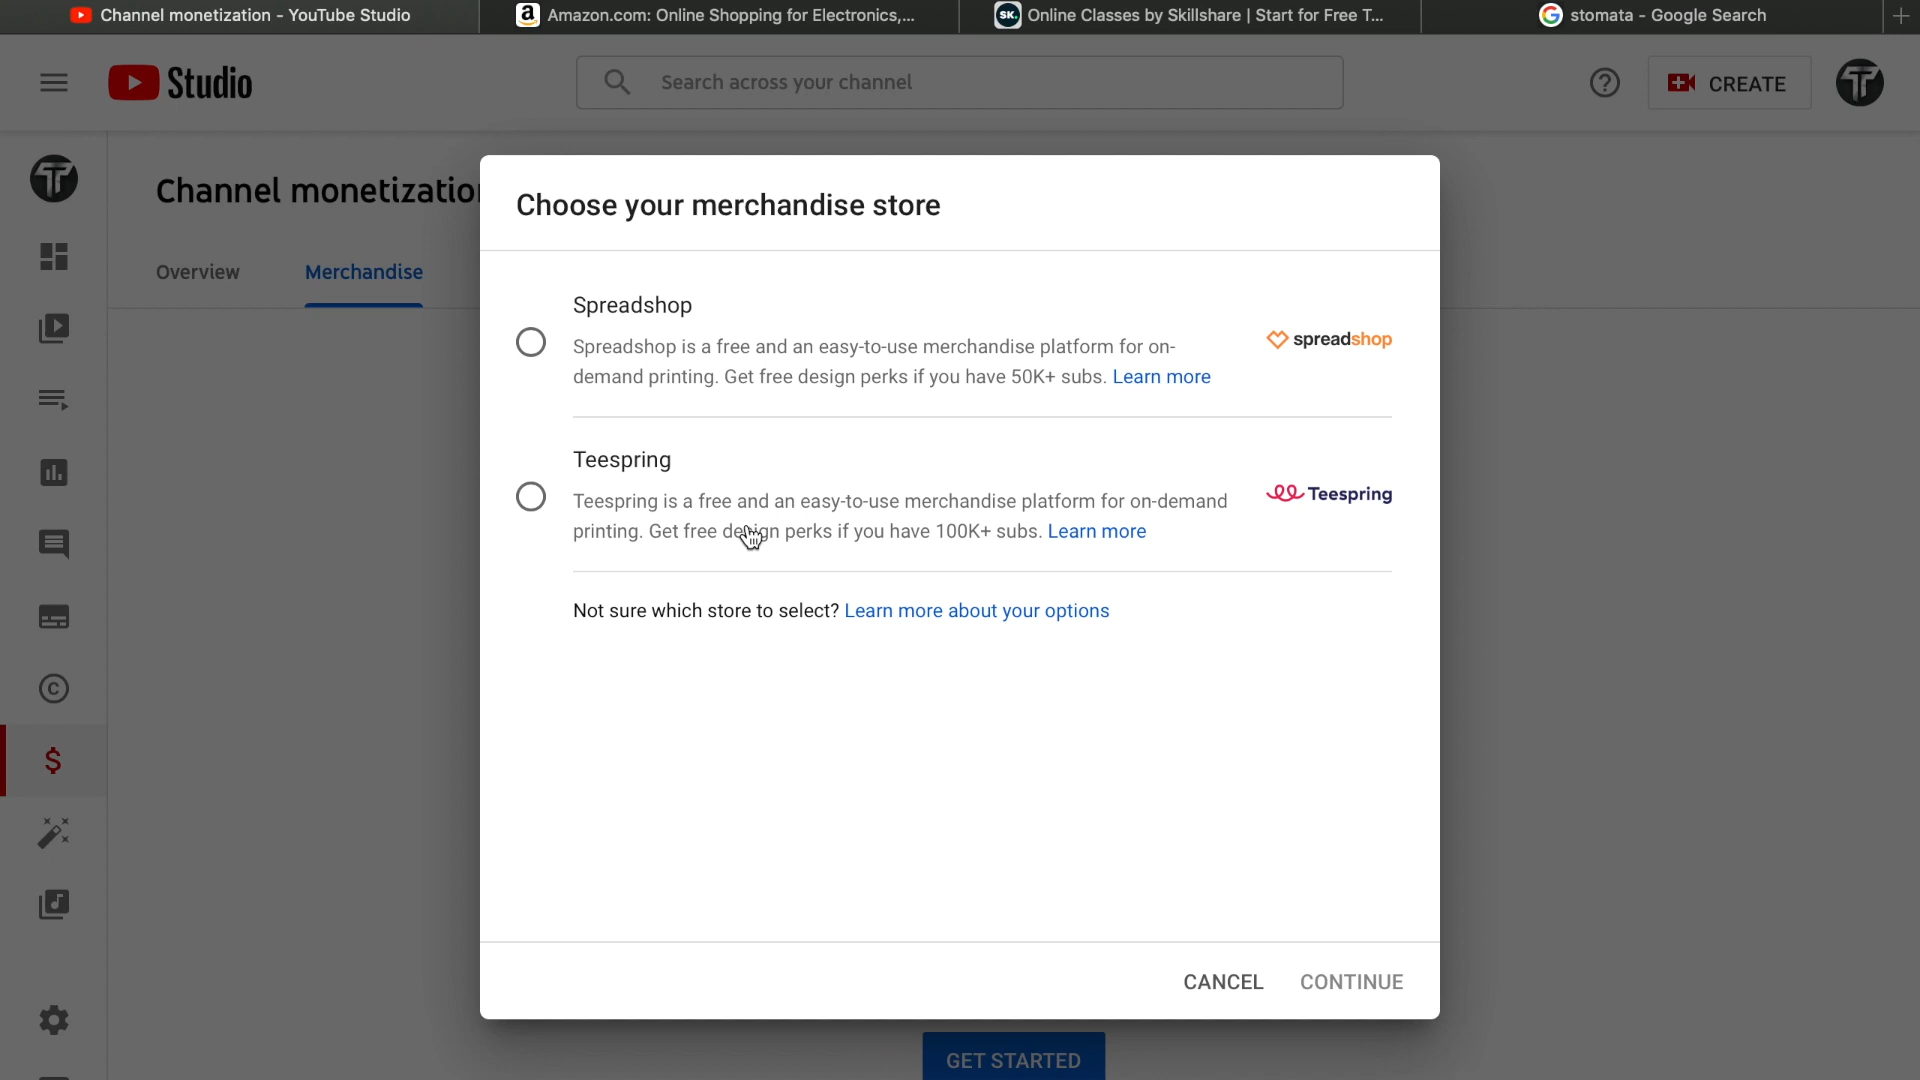 Channel monetization - YouTube Studio
a Amazon.com: Online Shopping for Electronics,...
SK. Online Classes by Skillshare | Start for Free T...
G stomata - Google Search
Studio
Search across your channel
CREATE
Channel monetization
Choose your merchandise store
Overview
Merchandise
Spreadshop
Spreadshop is a free and an easy-to-use merchandise platform for on-
demand printing. Get free design perks if you have 50K+ subs. Learn more
spreadshop
Teespring
Teespring is a free and an easy-to-use merchandise platform for on-demand
printing. Get free design perks if you have 100K+ subs. Learn more
Teespring
Not sure which store to select? Learn more about your options
CANCEL
CONTINUE
GET STARTED